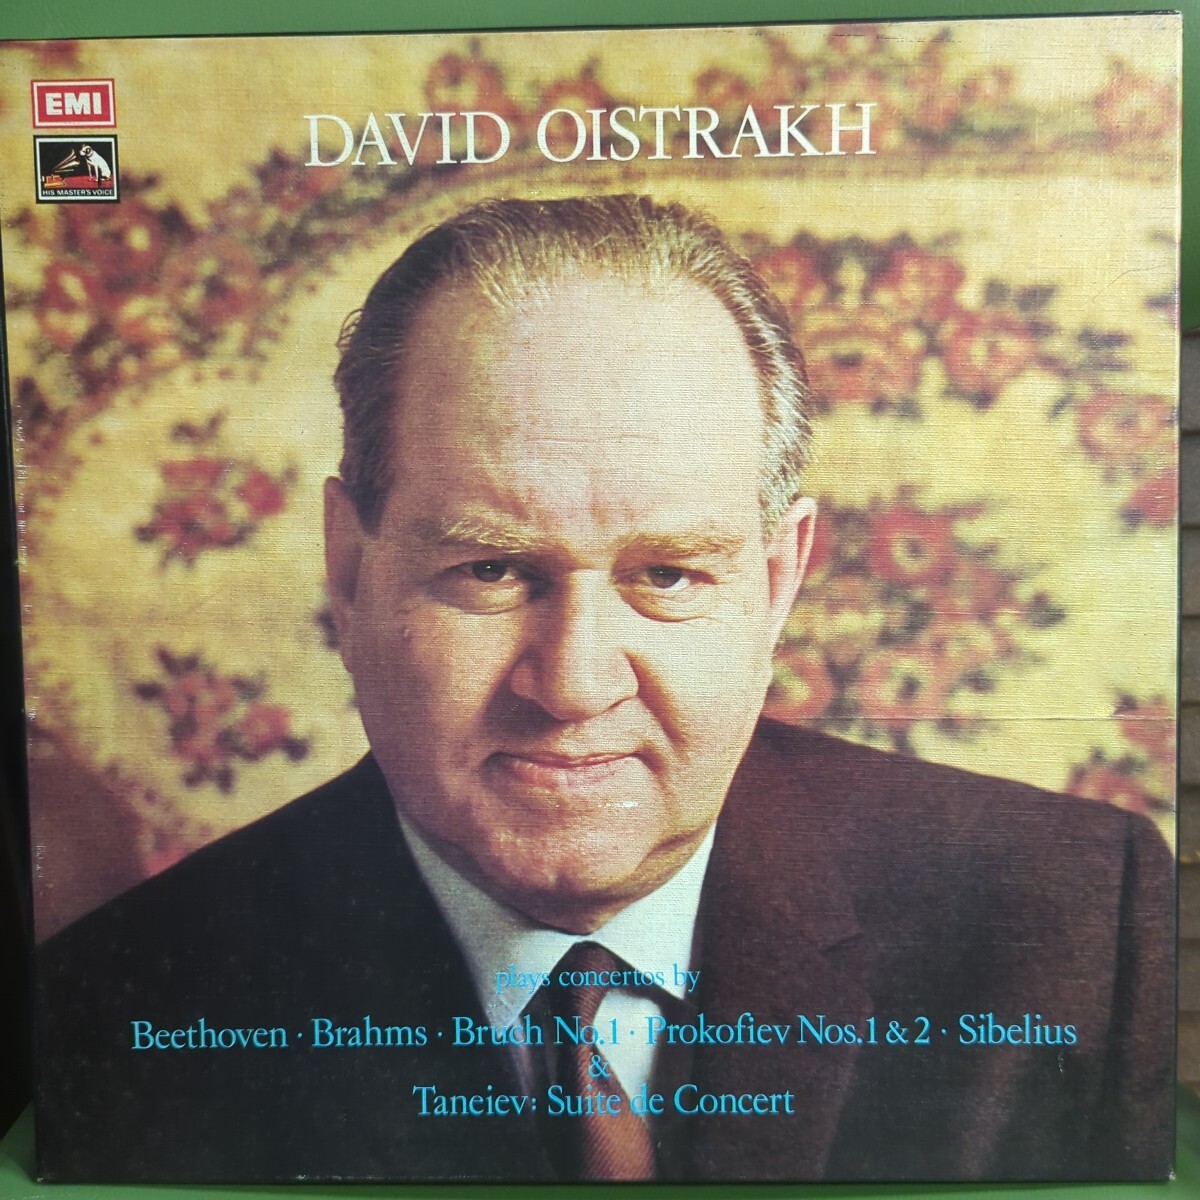 EMI
HIS MASTER'S VOICE
DAVID OISTRAKH
plays concertos by
Beethoven · Brahms · Bruch No.1 · Prokofiev Nos.1 & 2 · Sibelius
&
Taneiev: Suite de Concert